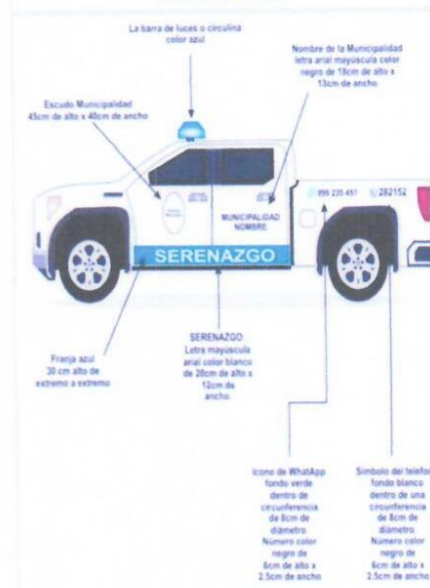 La barra de luces o circulina
color azul
Nombre de la Municipalidad
letra arial mayúscula color
negro de 18cm de alto x
13cm de ancho
Escudo Municipalidad
45cm de alto x 40cm de ancho
999 235 451
282152
MUNICIPALIDAD
NOMBRE
SERENAZGO
Franja azul
30 cm alto de
extremo a extremo
SERENAZGO
Letra mayúscula
arial color blanco
de 20cm de alto x
12cm de
ancho
Icono de WhatApp
fondo verde
dentro de
circunferencia
de 8cm de
diámetro
Número color
negro de
6cm de alto x
2.5cm de ancho
Símbolo del telefon
fondo blanco
dentro de una
circunferencia
de 8cm de
diámetro
Número color
negro de
6cm de alto x
2.5cm de ancho